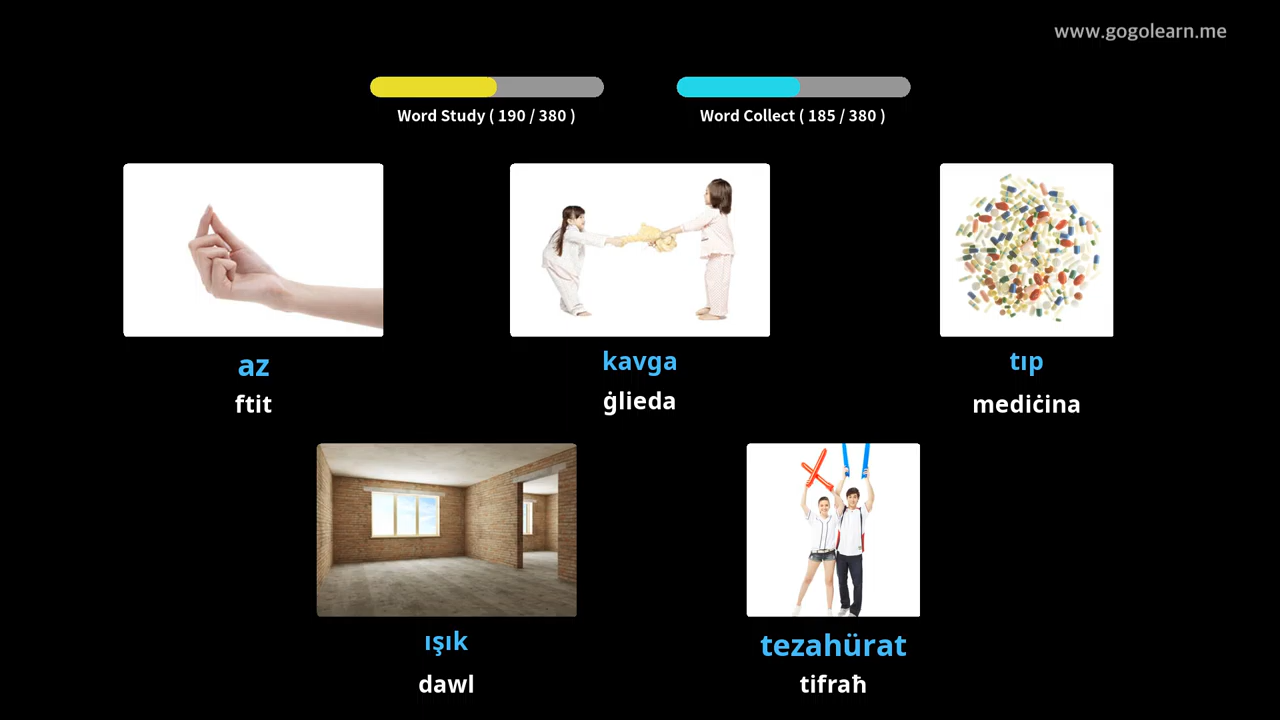 www.gogolearn.me
Word Study ( 190 / 380 )
Word Collect ( 185 / 380 )
az
ftit
kavga
ġlieda
tıp
mediċina
ışık
dawl
tezahürat
tifraħ